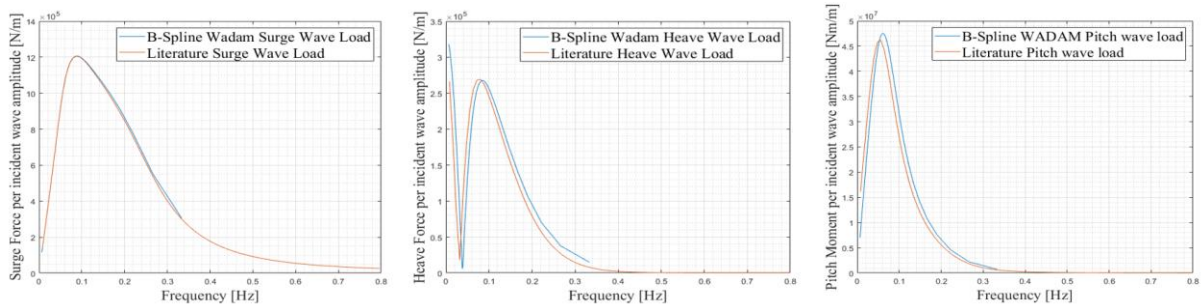 × 10⁵
14
12
10
8
6
4
2
0
0 0.1 0.2 0.3 0.4 0.5 0.6 0.7 0.8
Surge Force per incident wave amplitude [N/m]
Frequency [Hz]
B-Spline Wadam Surge Wave Load
Literature Surge Wave Load
× 10⁵
3.5
3
2.5
2
1.5
1
0.5
0
0 0.1 0.2 0.3 0.4 0.5 0.6 0.7 0.8
Heave Force per incident wave amplitude [N/m]
Frequency [Hz]
B-Spline Wadam Heave Wave Load
Literature Heave Wave Load
× 10⁷
5
4.5
4
3.5
3
2.5
2
1.5
1
0.5
0
0 0.1 0.2 0.3 0.4 0.5 0.6 0.7 0.8
Pitch Moment per incident wave amplitude [Nm/m]
Frequency [Hz]
B-Spline WADAM Pitch wave load
Literature Pitch wave load